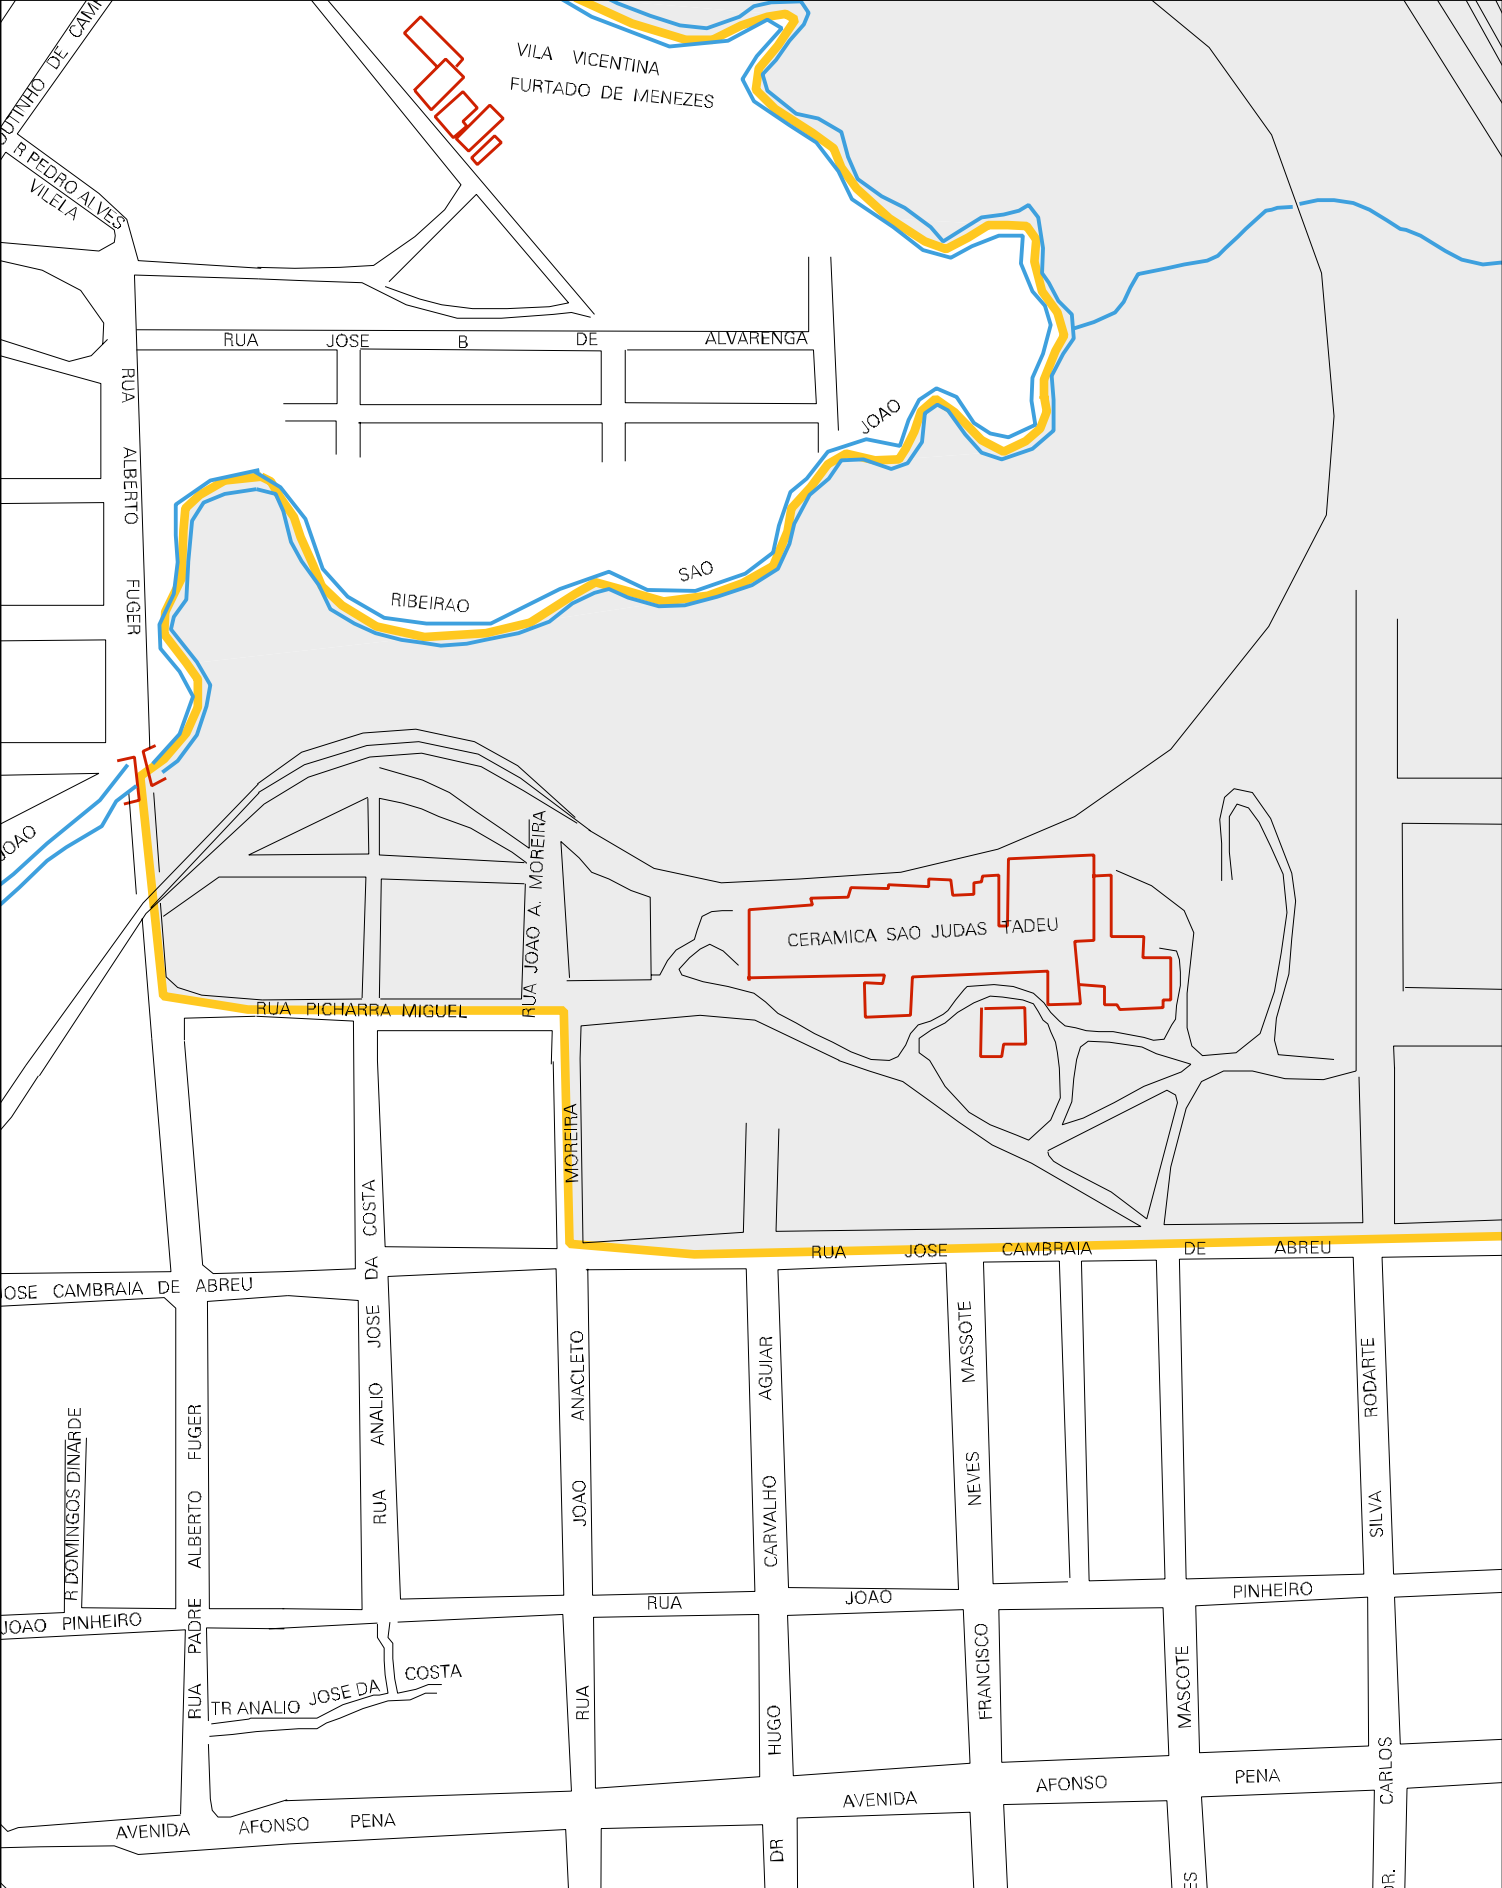 VILA VICENTINA
FURTADO DE MENEZES
DE
R PEDRO ALVES
VILELA
RUA JOSE B DE ALVARENGA
RUA ALBERTO FUGER
JOAO
SAO
RIBEIRAO
JOAO
RUA JOAO A. MOREIRA
CERAMICA SAO JUDAS TADEU
RUA PICHARRA MIGUEL
MOREIRA
RUA JOSE CAMBRAIA DE ABREU
OSE CAMBRAIA DE ABREU
RUA ANALIO JOSE DA COSTA
RUA JOAO ANACLETO
DR HUGO CARVALHO AGUIAR
FRANCISCO NEVES MASSOTE
CARLOS SILVA RODARTE
R DOMINGOS DINARDE
RUA PADRE ALBERTO FUGER
RUA JOAO PINHEIRO
JOAO PINHEIRO
TR ANALIO JOSE DA COSTA
MASCOTE
AVENIDA AFONSO PENA
AVENIDA AFONSO PENA